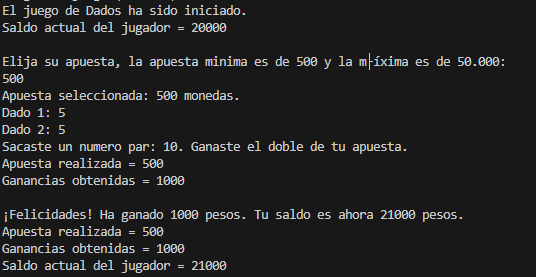 El juego de Dados ha sido iniciado.
Saldo actual del jugador = 20000
Elija su apuesta, la apuesta minima es de 500 y la m├íxima es de 50.000:
500
Apuesta seleccionada: 500 monedas.
Dado 1: 5
Dado 2: 5
Sacaste un numero par: 10. Ganaste el doble de tu apuesta.
Apuesta realizada = 500
Ganancias obtenidas = 1000
¡Felicidades! Ha ganado 1000 pesos. Tu saldo es ahora 21000 pesos.
Apuesta realizada = 500
Ganancias obtenidas = 1000
Saldo actual del jugador = 21000